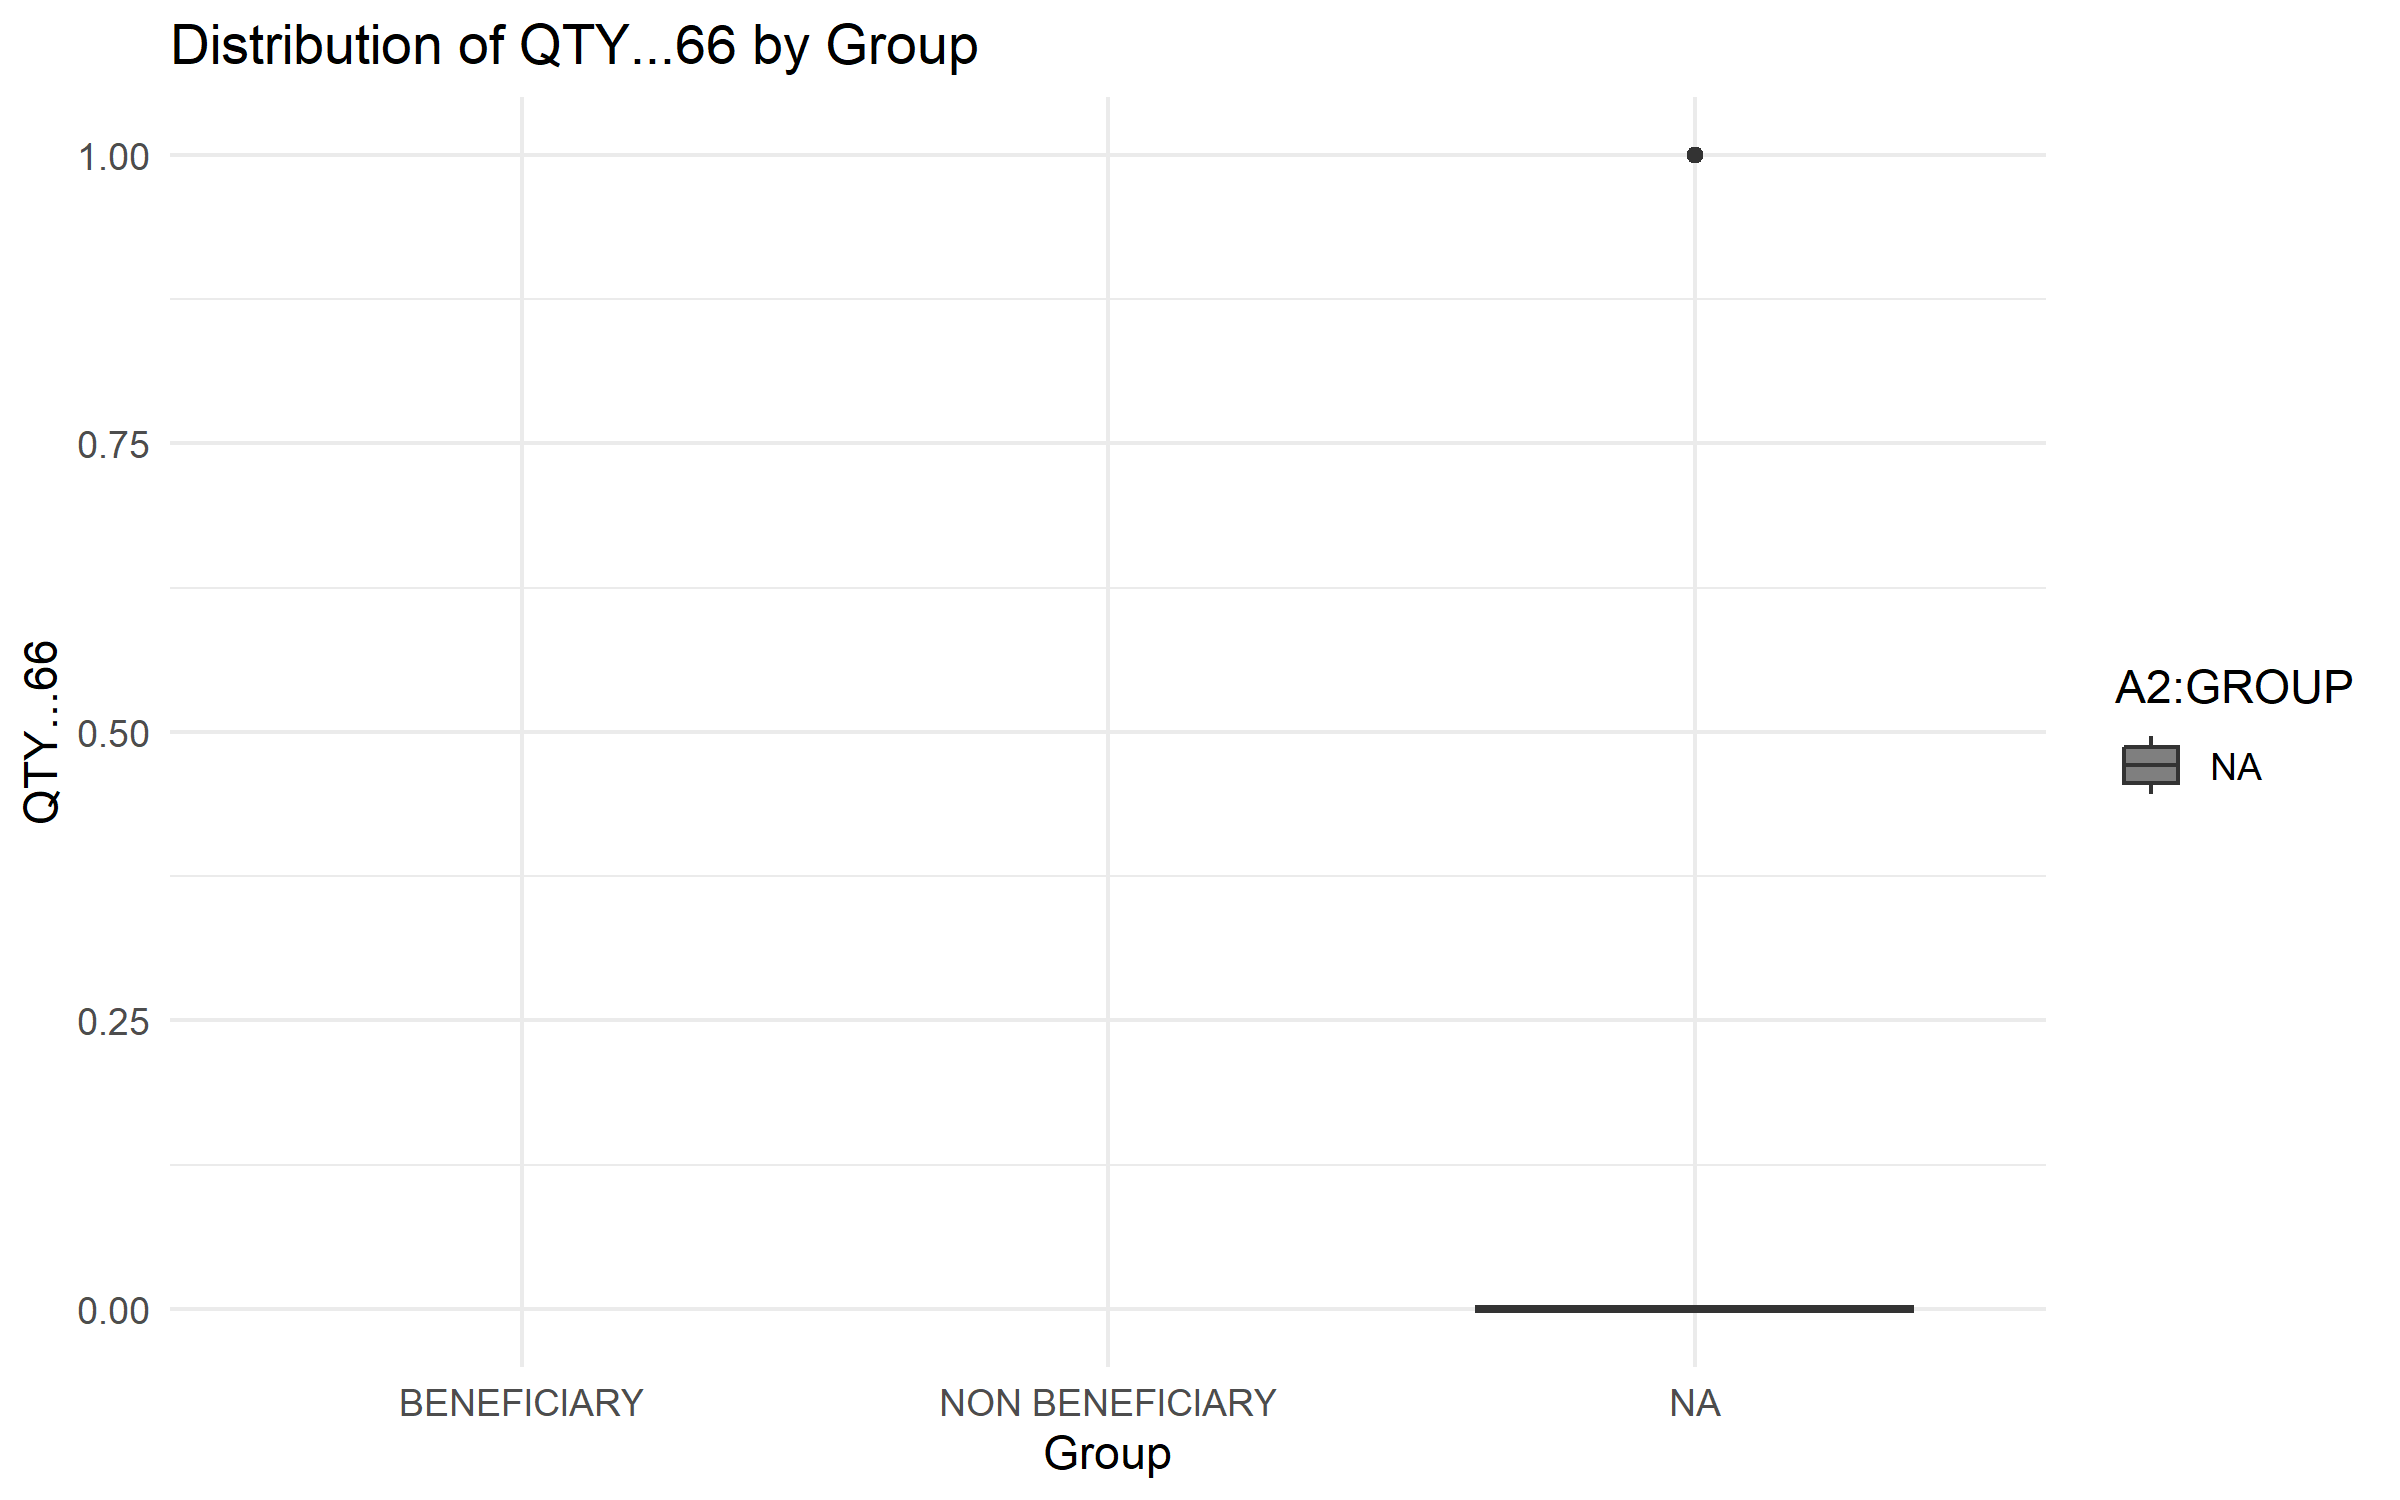 Distribution of QTY...66 by Group
1.00
0.75
0.50
0.25
0.00
QTY...66
BENEFICIARY
NON BENEFICIARY
NA
Group
A2:GROUP
NA